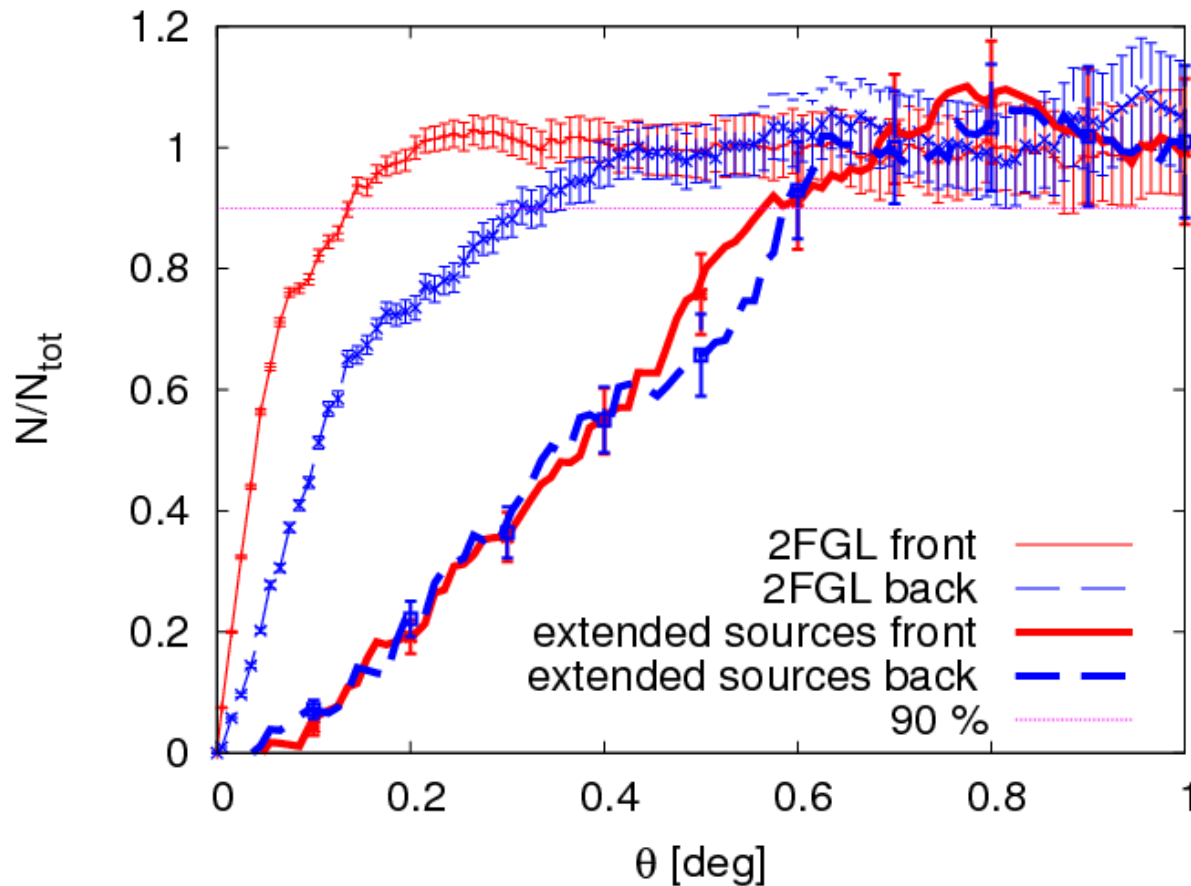 1.2
1
0.8
0.6
0.4
0.2
0
N/N_tot
2FGL front
2FGL back
extended sources front
extended sources back
90 %
0 0.2 0.4 0.6 0.8 1
θ [deg]